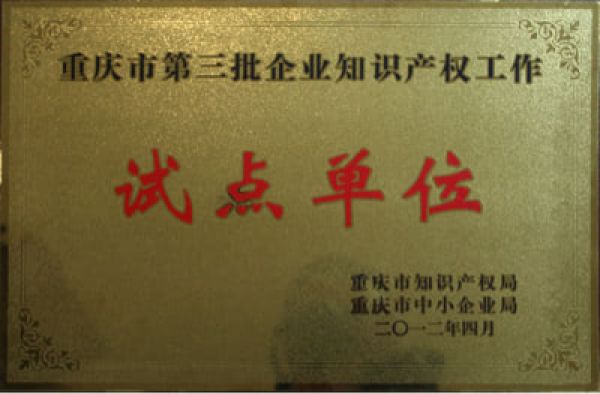 重庆市第三批企业知识产权工作
试点单位
重庆市知识产权局
重庆市中小企业局
二〇一二年四月